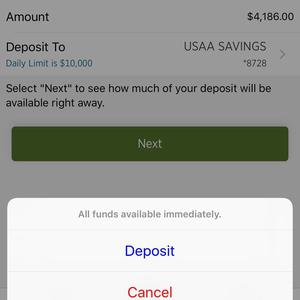 Amount $4,186.00
Deposit To USAA SAVINGS
Daily Limit is $10,000 *8728
Select "Next" to see how much of your deposit will be
available right away.
Next
All funds available immediately.
Deposit
Cancel